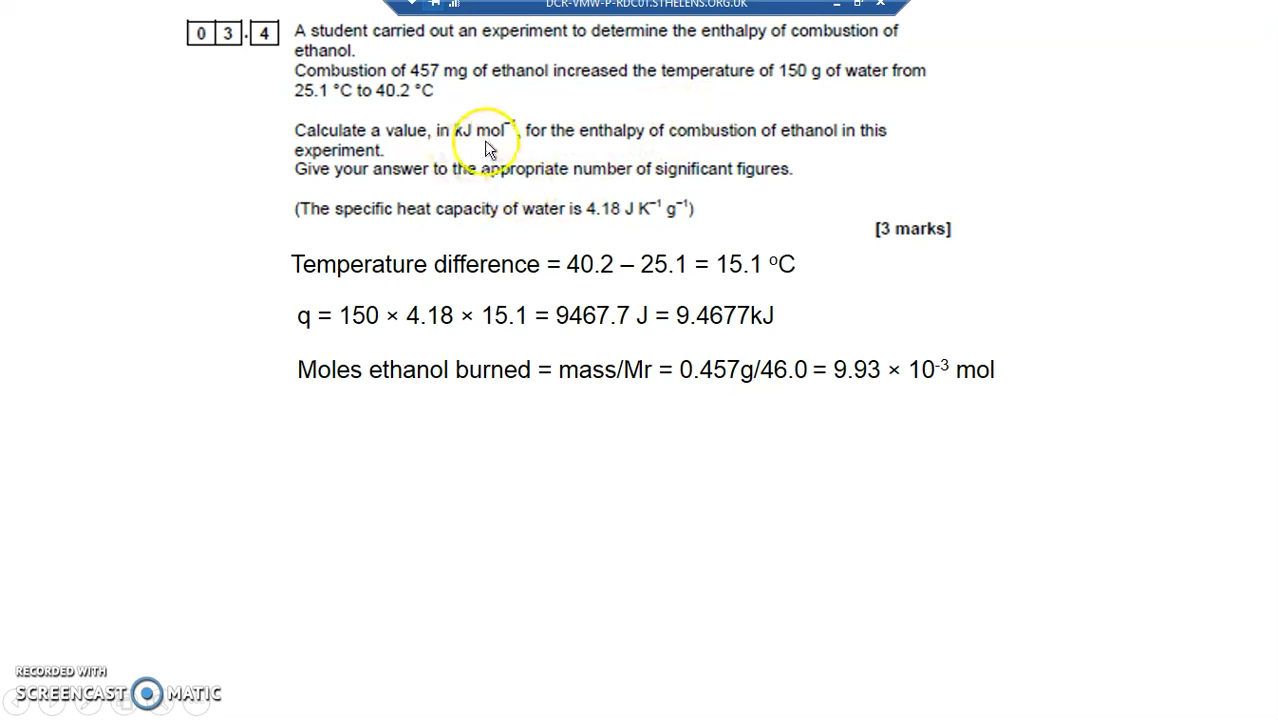 DCR-VMW-P-RDC01.STHELENS.ORG.UK
0 3 . 4 A student carried out an experiment to determine the enthalpy of combustion of
ethanol.
Combustion of 457 mg of ethanol increased the temperature of 150 g of water from
25.1 °C to 40.2 °C
Calculate a value, in kJ mol⁻¹, for the enthalpy of combustion of ethanol in this
experiment.
Give your answer to the appropriate number of significant figures.
(The specific heat capacity of water is 4.18 J K⁻¹ g⁻¹)
[3 marks]
Temperature difference = 40.2 – 25.1 = 15.1 ºC
q = 150 × 4.18 × 15.1 = 9467.7 J = 9.4677kJ
Moles ethanol burned = mass/Mr = 0.457g/46.0 = 9.93 × 10⁻³ mol
RECORDED WITH
SCREENCAST MATIC